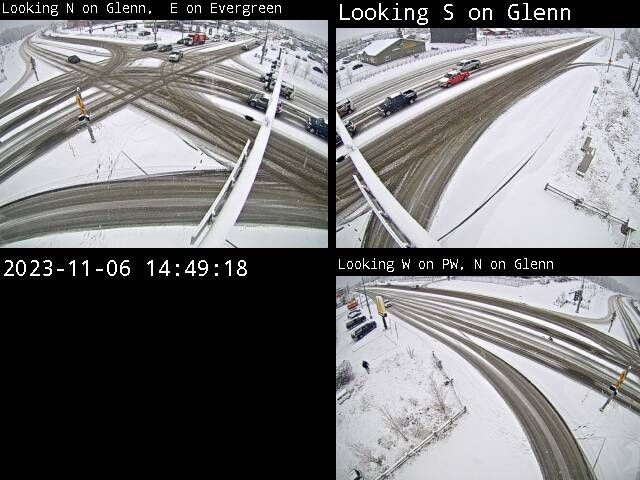 Looking N on Glenn,  E on Evergreen
Looking S on Glenn
2023-11-06 14:49:18
Looking W on PW, N on Glenn